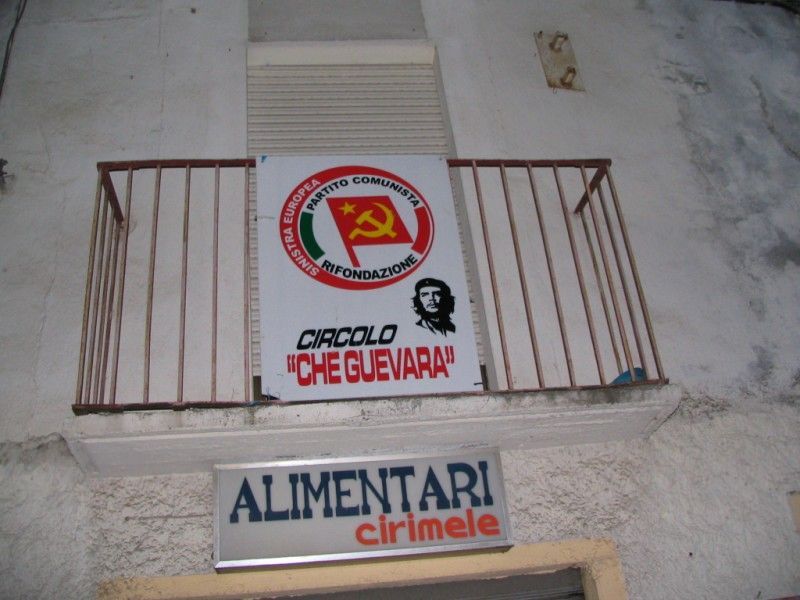 SINISTRA EUROPEA
PARTITO COMUNISTA
RIFONDAZIONE
CIRCOLO
"CHE GUEVARA"
ALIMENTARI
cirimele